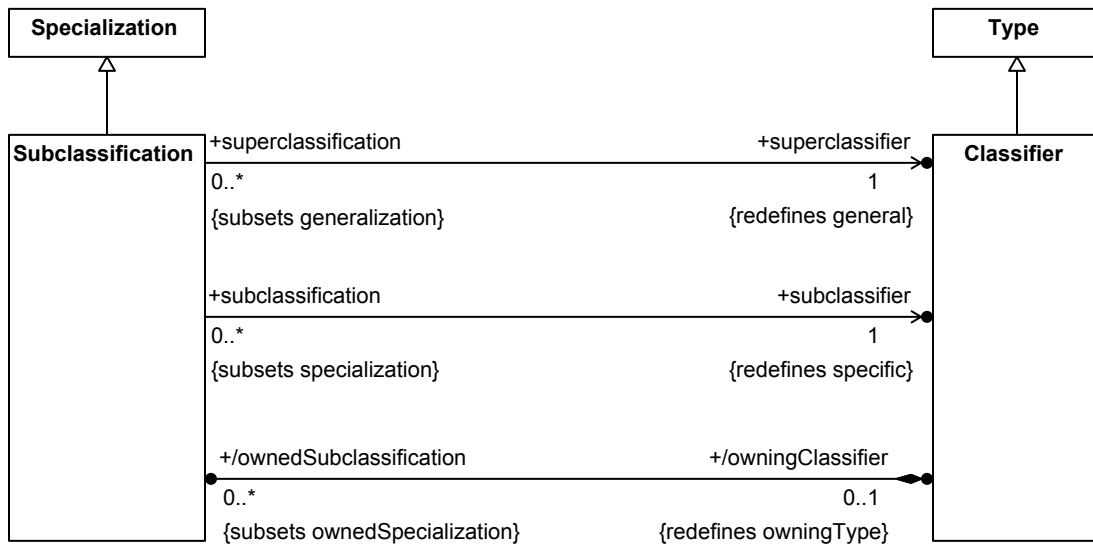 Specialization
Type
Subclassification
Classifier
+superclassification
+superclassifier
0..*
1
{subsets generalization}
{redefines general}
+subclassification
+subclassifier
0..*
1
{subsets specialization}
{redefines specific}
+/ownedSubclassification
+/owningClassifier
0..*
0..1
{subsets ownedSpecialization}
{redefines owningType}